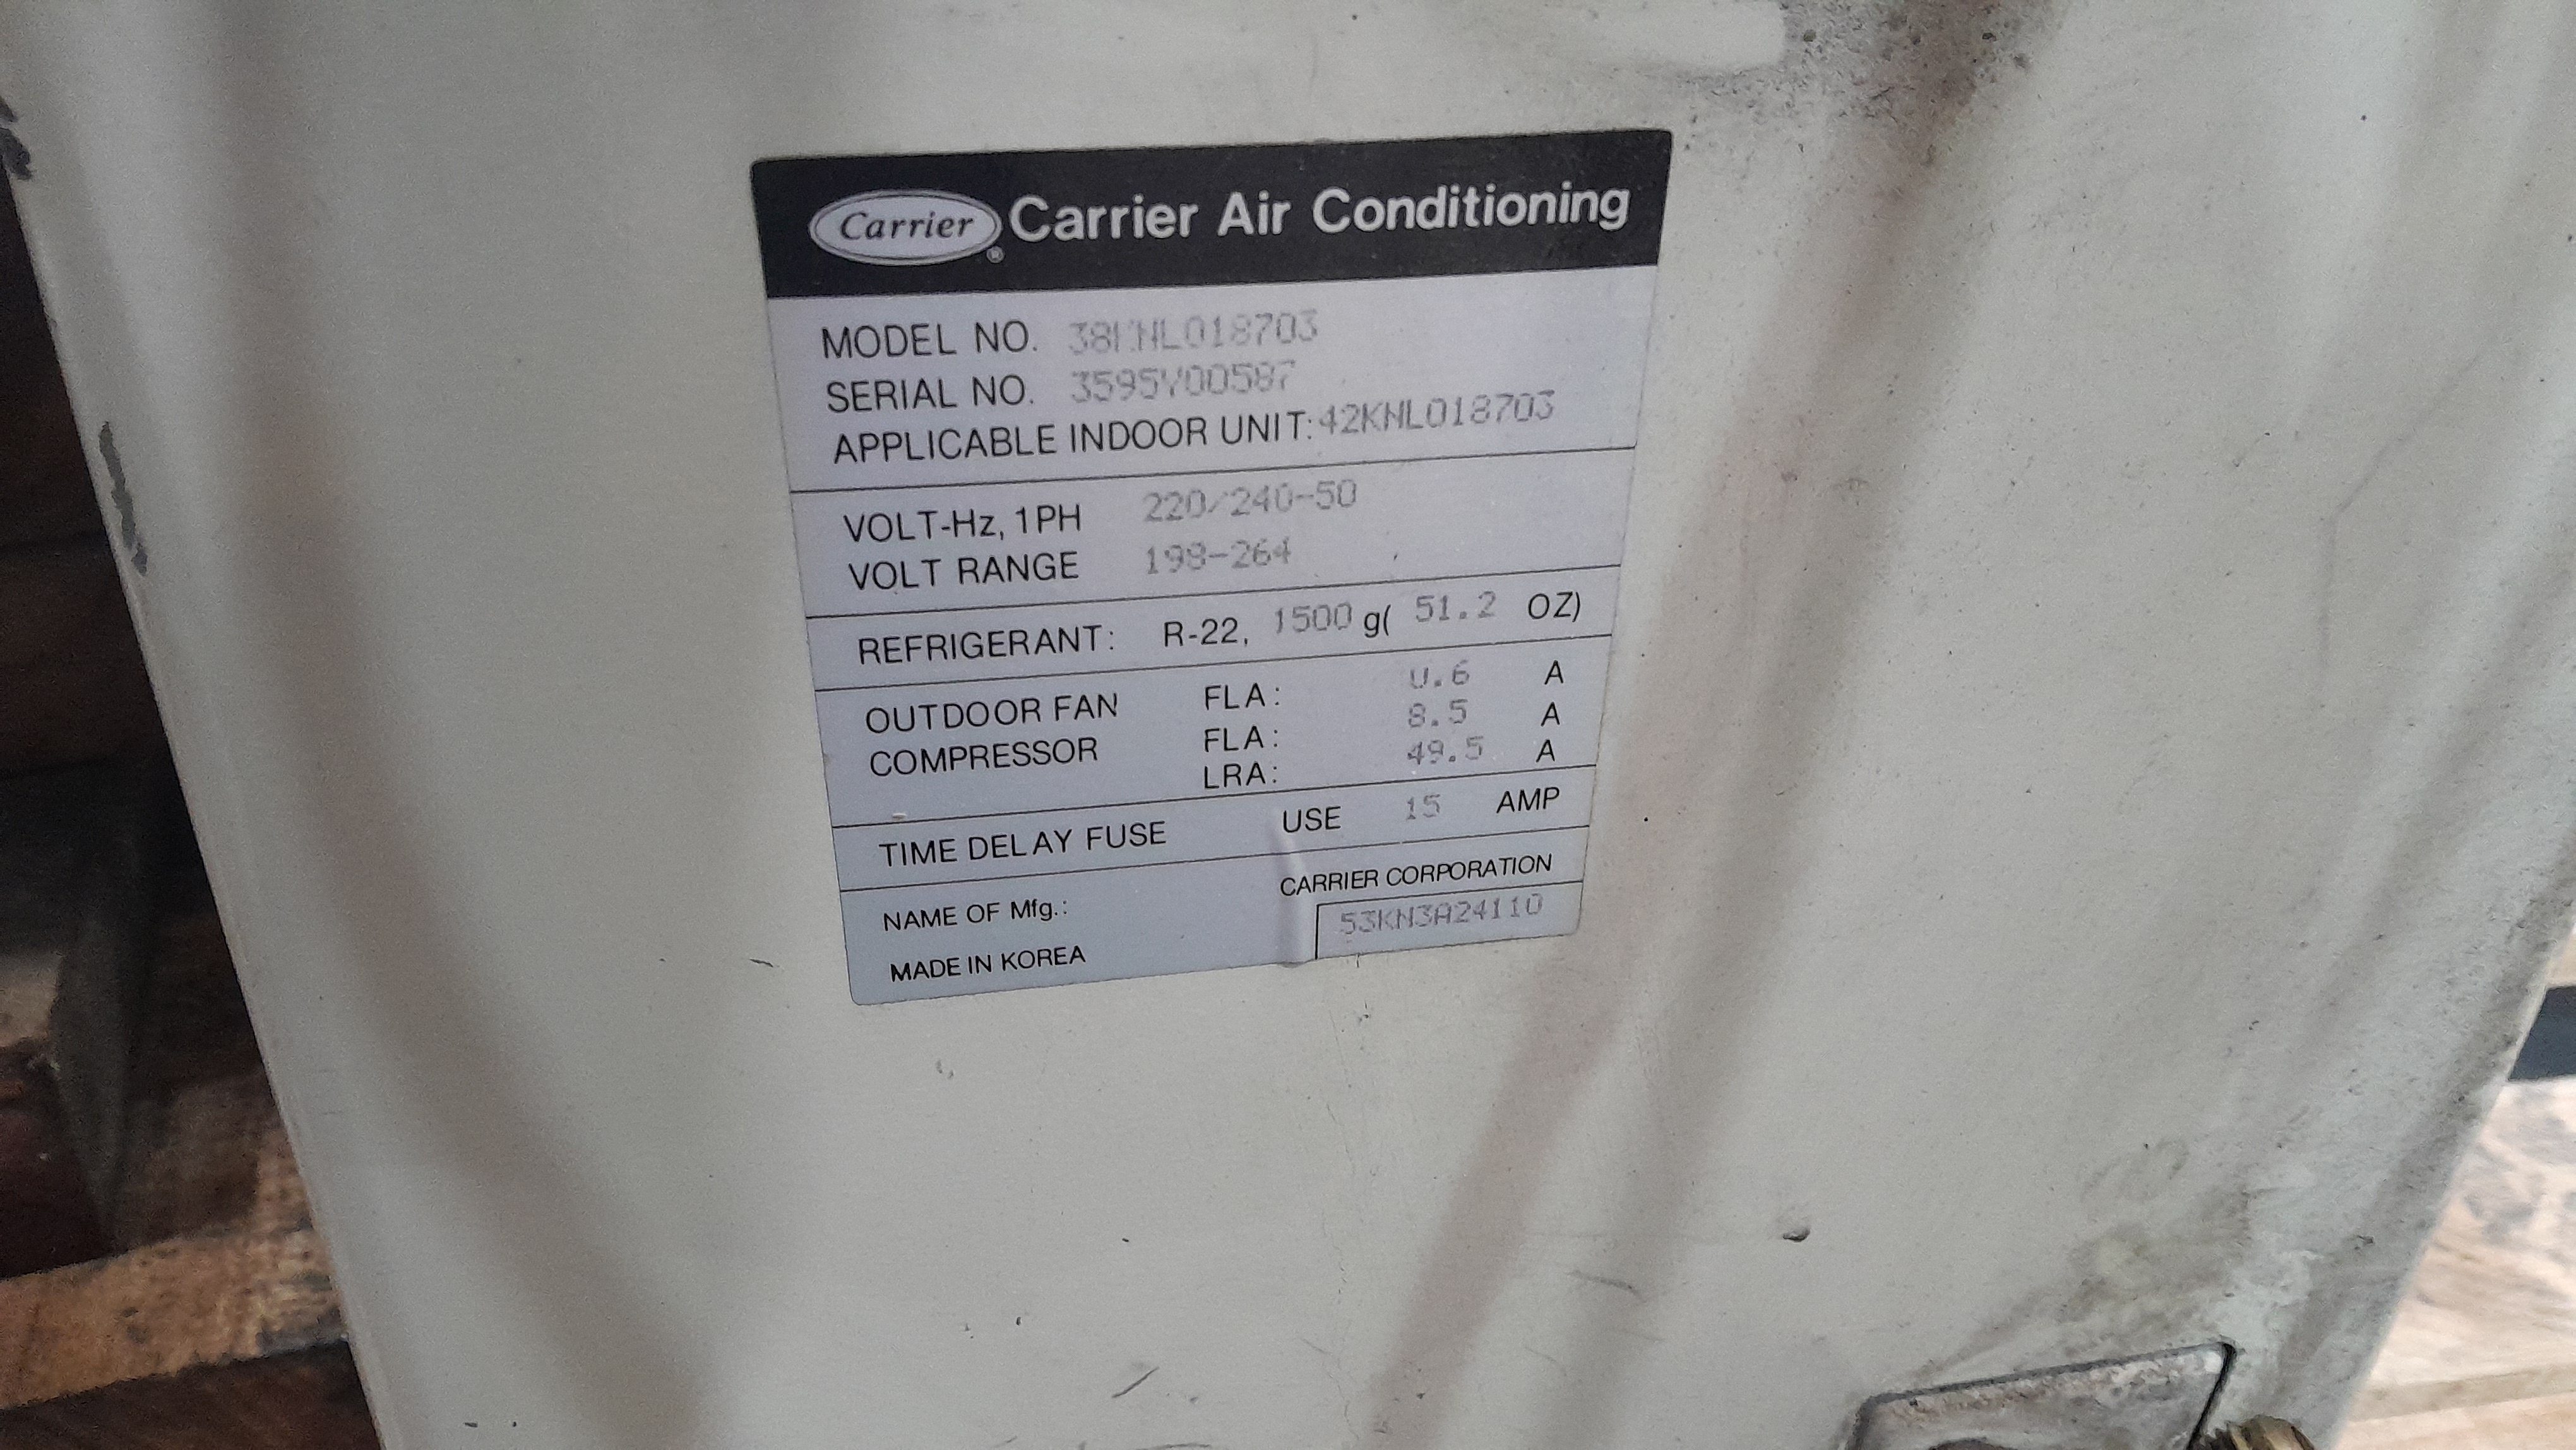 Carrier ® Carrier Air Conditioning
MODEL NO. 38KNL018703
SERIAL NO. 3595V00587
APPLICABLE INDOOR UNIT: 42KNL018703
VOLT-Hz, 1PH 220/240-50
VOLT RANGE 198-264
REFRIGERANT: R-22, 1500 g( 51.2 OZ)
OUTDOOR FAN FLA: 0.6 A
COMPRESSOR FLA: 8.5 A
LRA: 49.5 A
TIME DELAY FUSE USE 15 AMP
NAME OF Mfg.: CARRIER CORPORATION
MADE IN KOREA 53KN3A24110